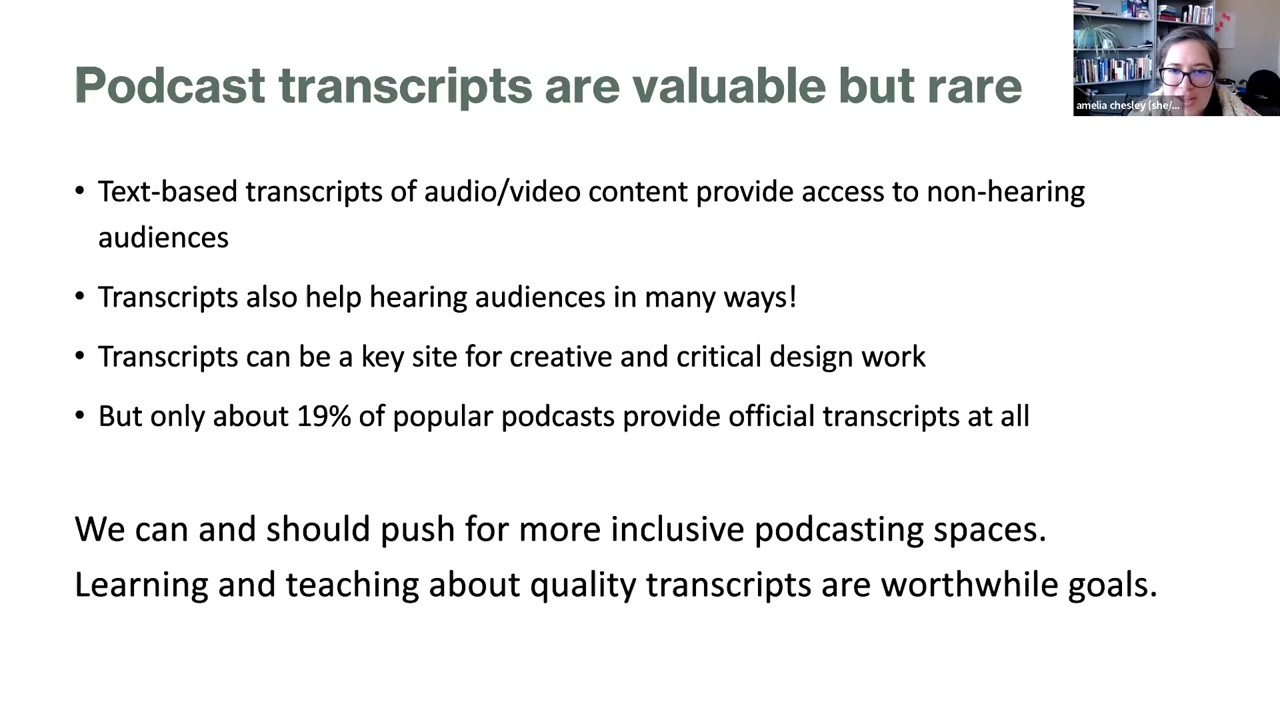 Podcast transcripts are valuable but rare
amelia chesley (she/...
• Text-based transcripts of audio/video content provide access to non-hearing
audiences
• Transcripts also help hearing audiences in many ways!
• Transcripts can be a key site for creative and critical design work
• But only about 19% of popular podcasts provide official transcripts at all
We can and should push for more inclusive podcasting spaces.
Learning and teaching about quality transcripts are worthwhile goals.